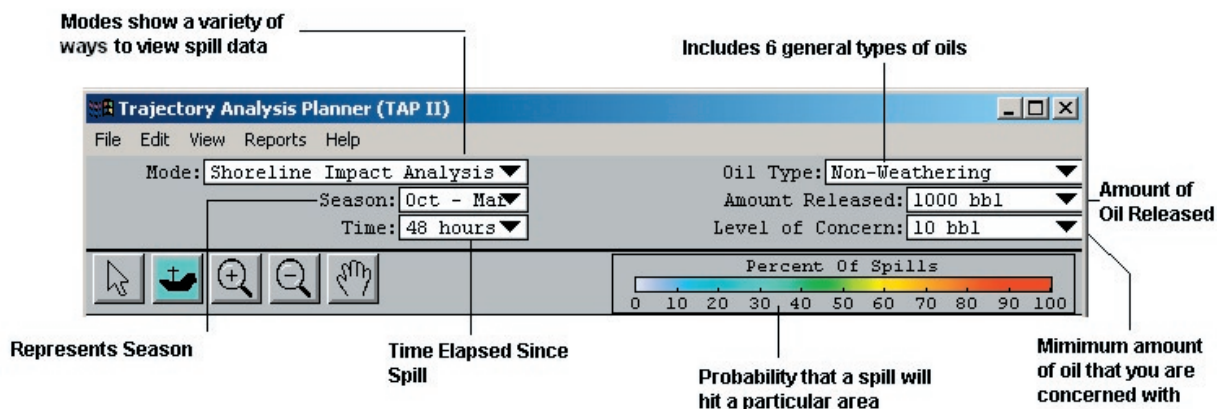 Modes show a variety of
ways to view spill data
Includes 6 general types of oils
Trajectory Analysis Planner (TAP II)
File Edit View Reports Help
Mode: Shoreline Impact Analysis
Oil Type: Non-Weathering
Season: Oct - Mar
Amount Released: 1000 bbl
Time: 48 hours
Level of Concern: 10 bbl
Amount of
Oil Released
Percent Of Spills
0 10 20 30 40 50 60 70 80 90 100
Represents Season
Time Elapsed Since
Spill
Probability that a spill will
hit a particular area
Mimimum amount
of oil that you are
concerned with